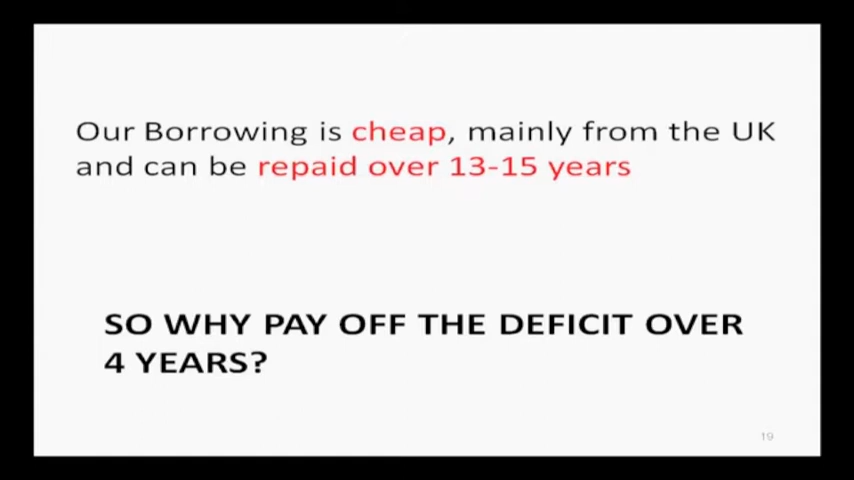 Our Borrowing is cheap, mainly from the UK
and can be repaid over 13-15 years
SO WHY PAY OFF THE DEFICIT OVER
4 YEARS?
19